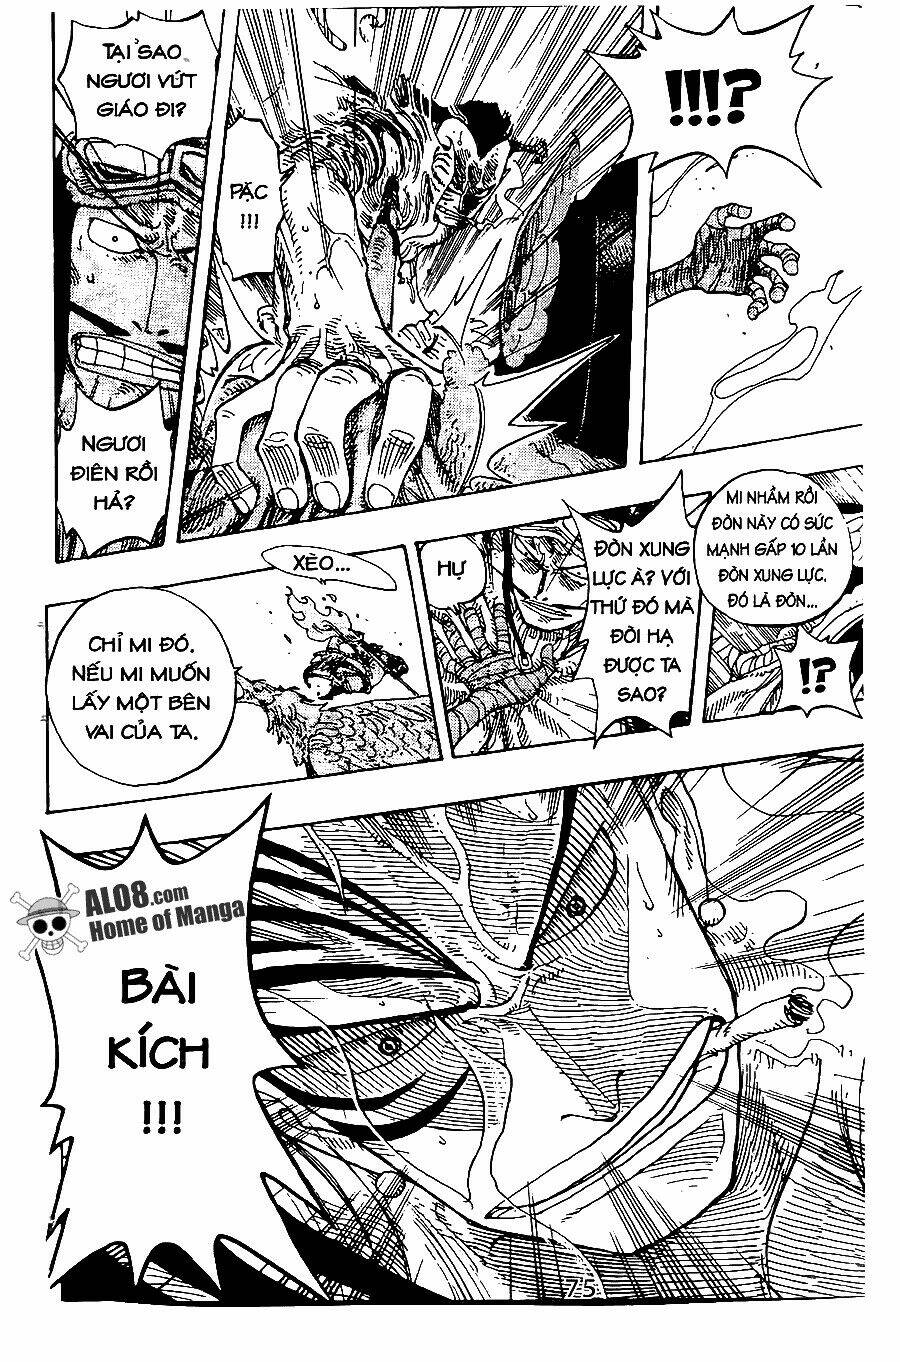 !!!?
PẶC
!!!
TẠI SAO
NGƯƠI VỨT
GIÁO ĐI?
NGƯƠI
ĐIÊN RỒI
HẢ?
MI NHẦM RỒI
ĐÒN NÀY CÓ SỨC
MẠNH GẤP 10 LẦN
ĐÒN XUNG LỰC.
ĐÓ LÀ ĐÒN...
!?
ĐÒN XUNG
LỰC À? VỚI
THỨ ĐÓ MÀ
ĐÒI HẠ
ĐƯỢC TA
SAO?
HỰ
XÈO...
CHỈ MI ĐÓ.
NẾU MI MUỐN
LẤY MỘT BÊN
VAI CỦA TA.
AL08.com
Home of Manga
BÀI
KÍCH
!!!
75